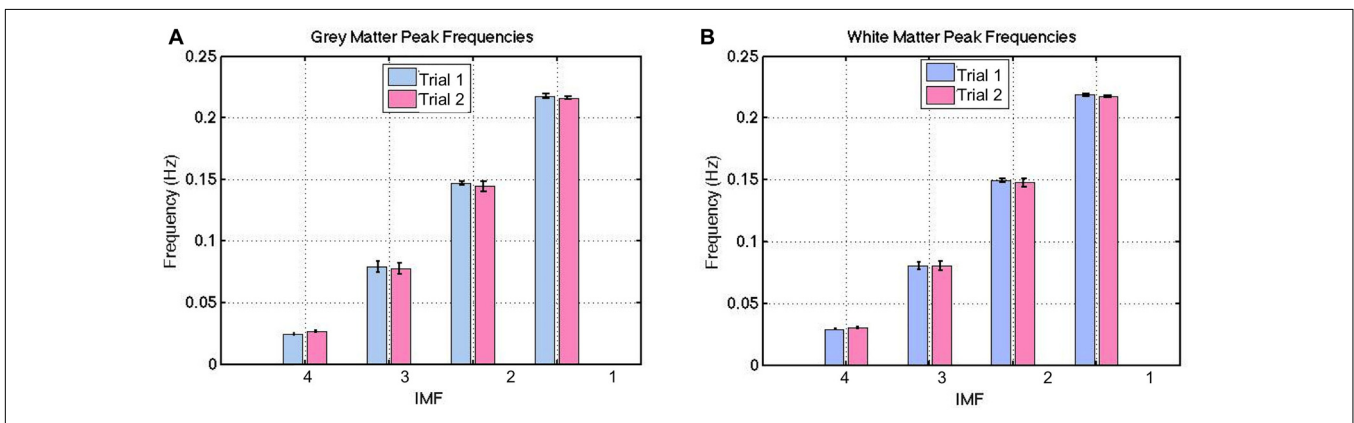 A
Grey Matter Peak Frequencies
0.25
0.2
0.15
0.1
0.05
0
Frequency (Hz)
Trial 1
Trial 2
4 3 2 1
IMF
B
White Matter Peak Frequencies
0.25
0.2
0.15
0.1
0.05
0
Frequency (Hz)
Trial 1
Trial 2
4 3 2 1
IMF